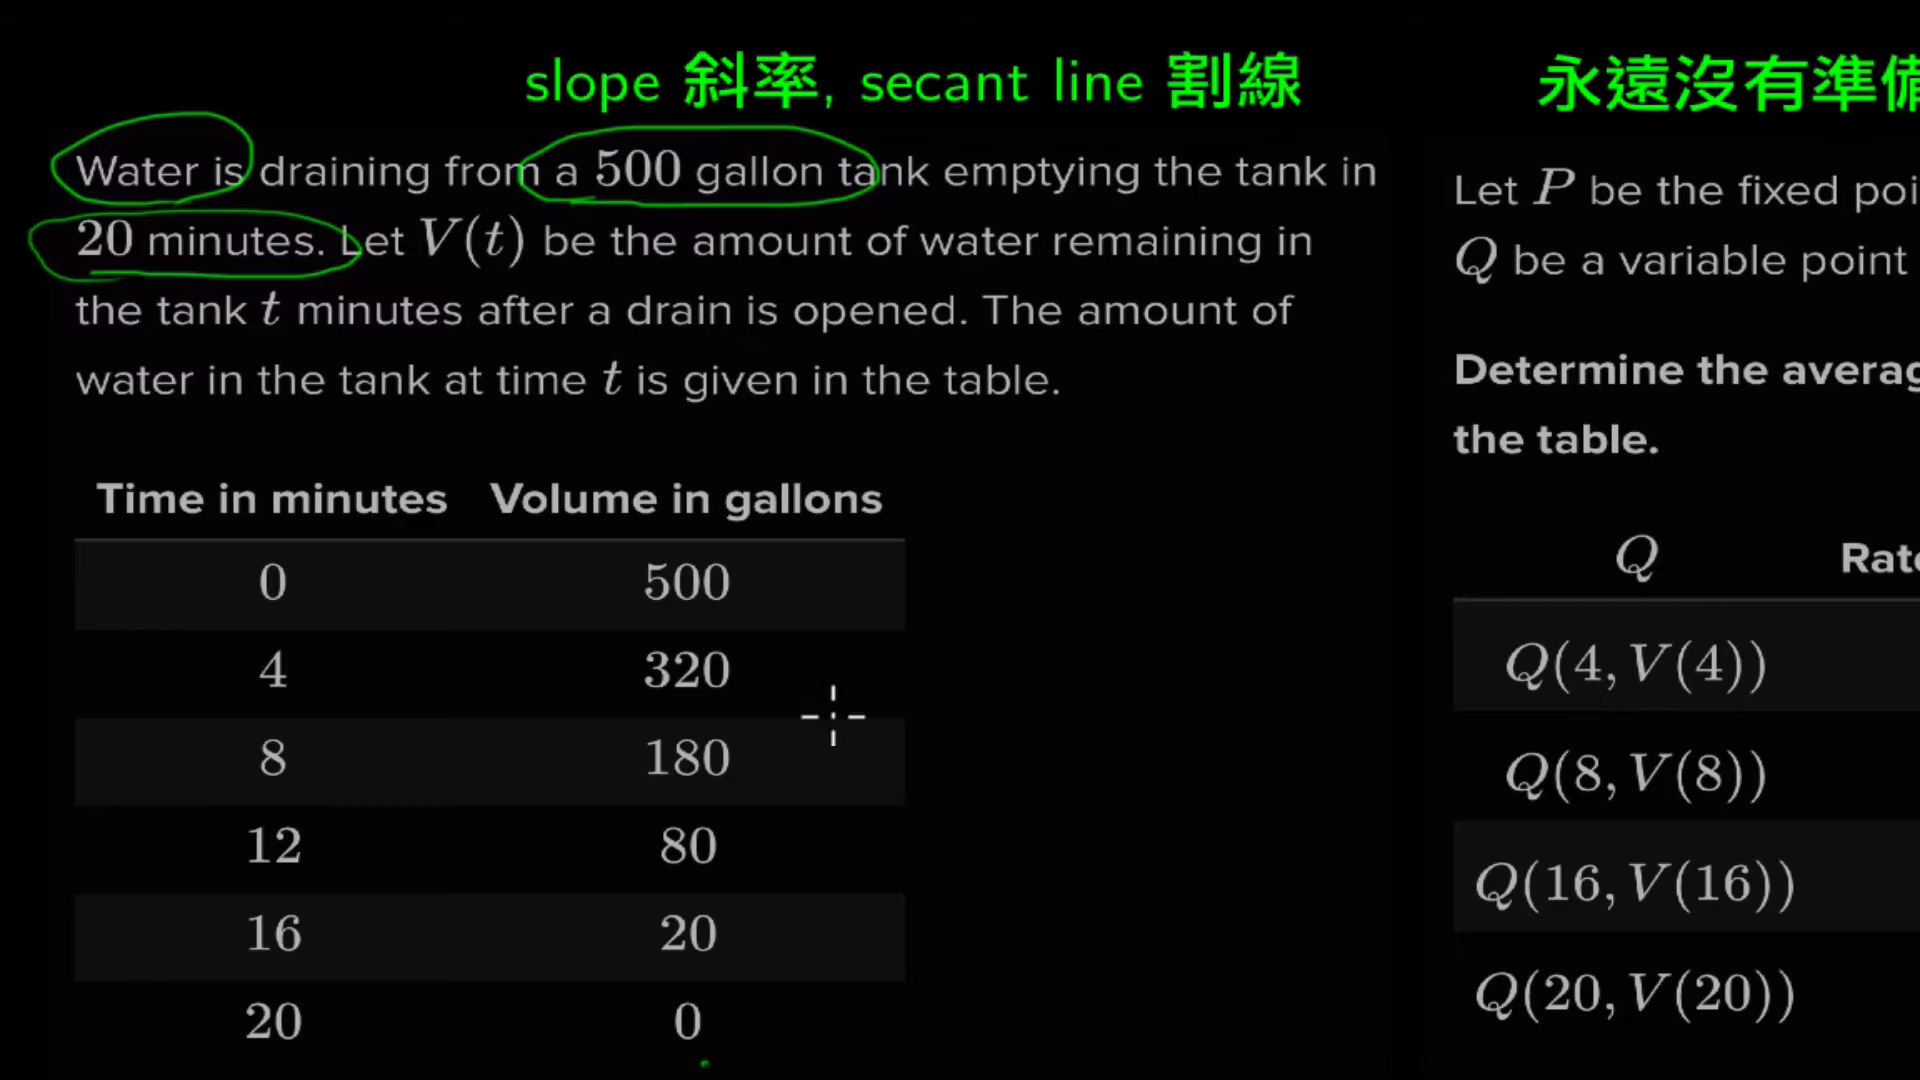 slope 斜率, secant line 割線
Water is draining from a 500 gallon tank emptying the tank in
20 minutes. Let V(t) be the amount of water remaining in
the tank t minutes after a drain is opened. The amount of
water in the tank at time t is given in the table.
Time in minutes Volume in gallons
0 500
4 320
8 180
12 80
16 20
20 0
永遠沒有準
Let P be the fixed
Q be a variable point
Determine the
the table.
Q
Q(4, V(4))
Q(8, V(8))
Q(16, V(16))
Q(20, V(20))